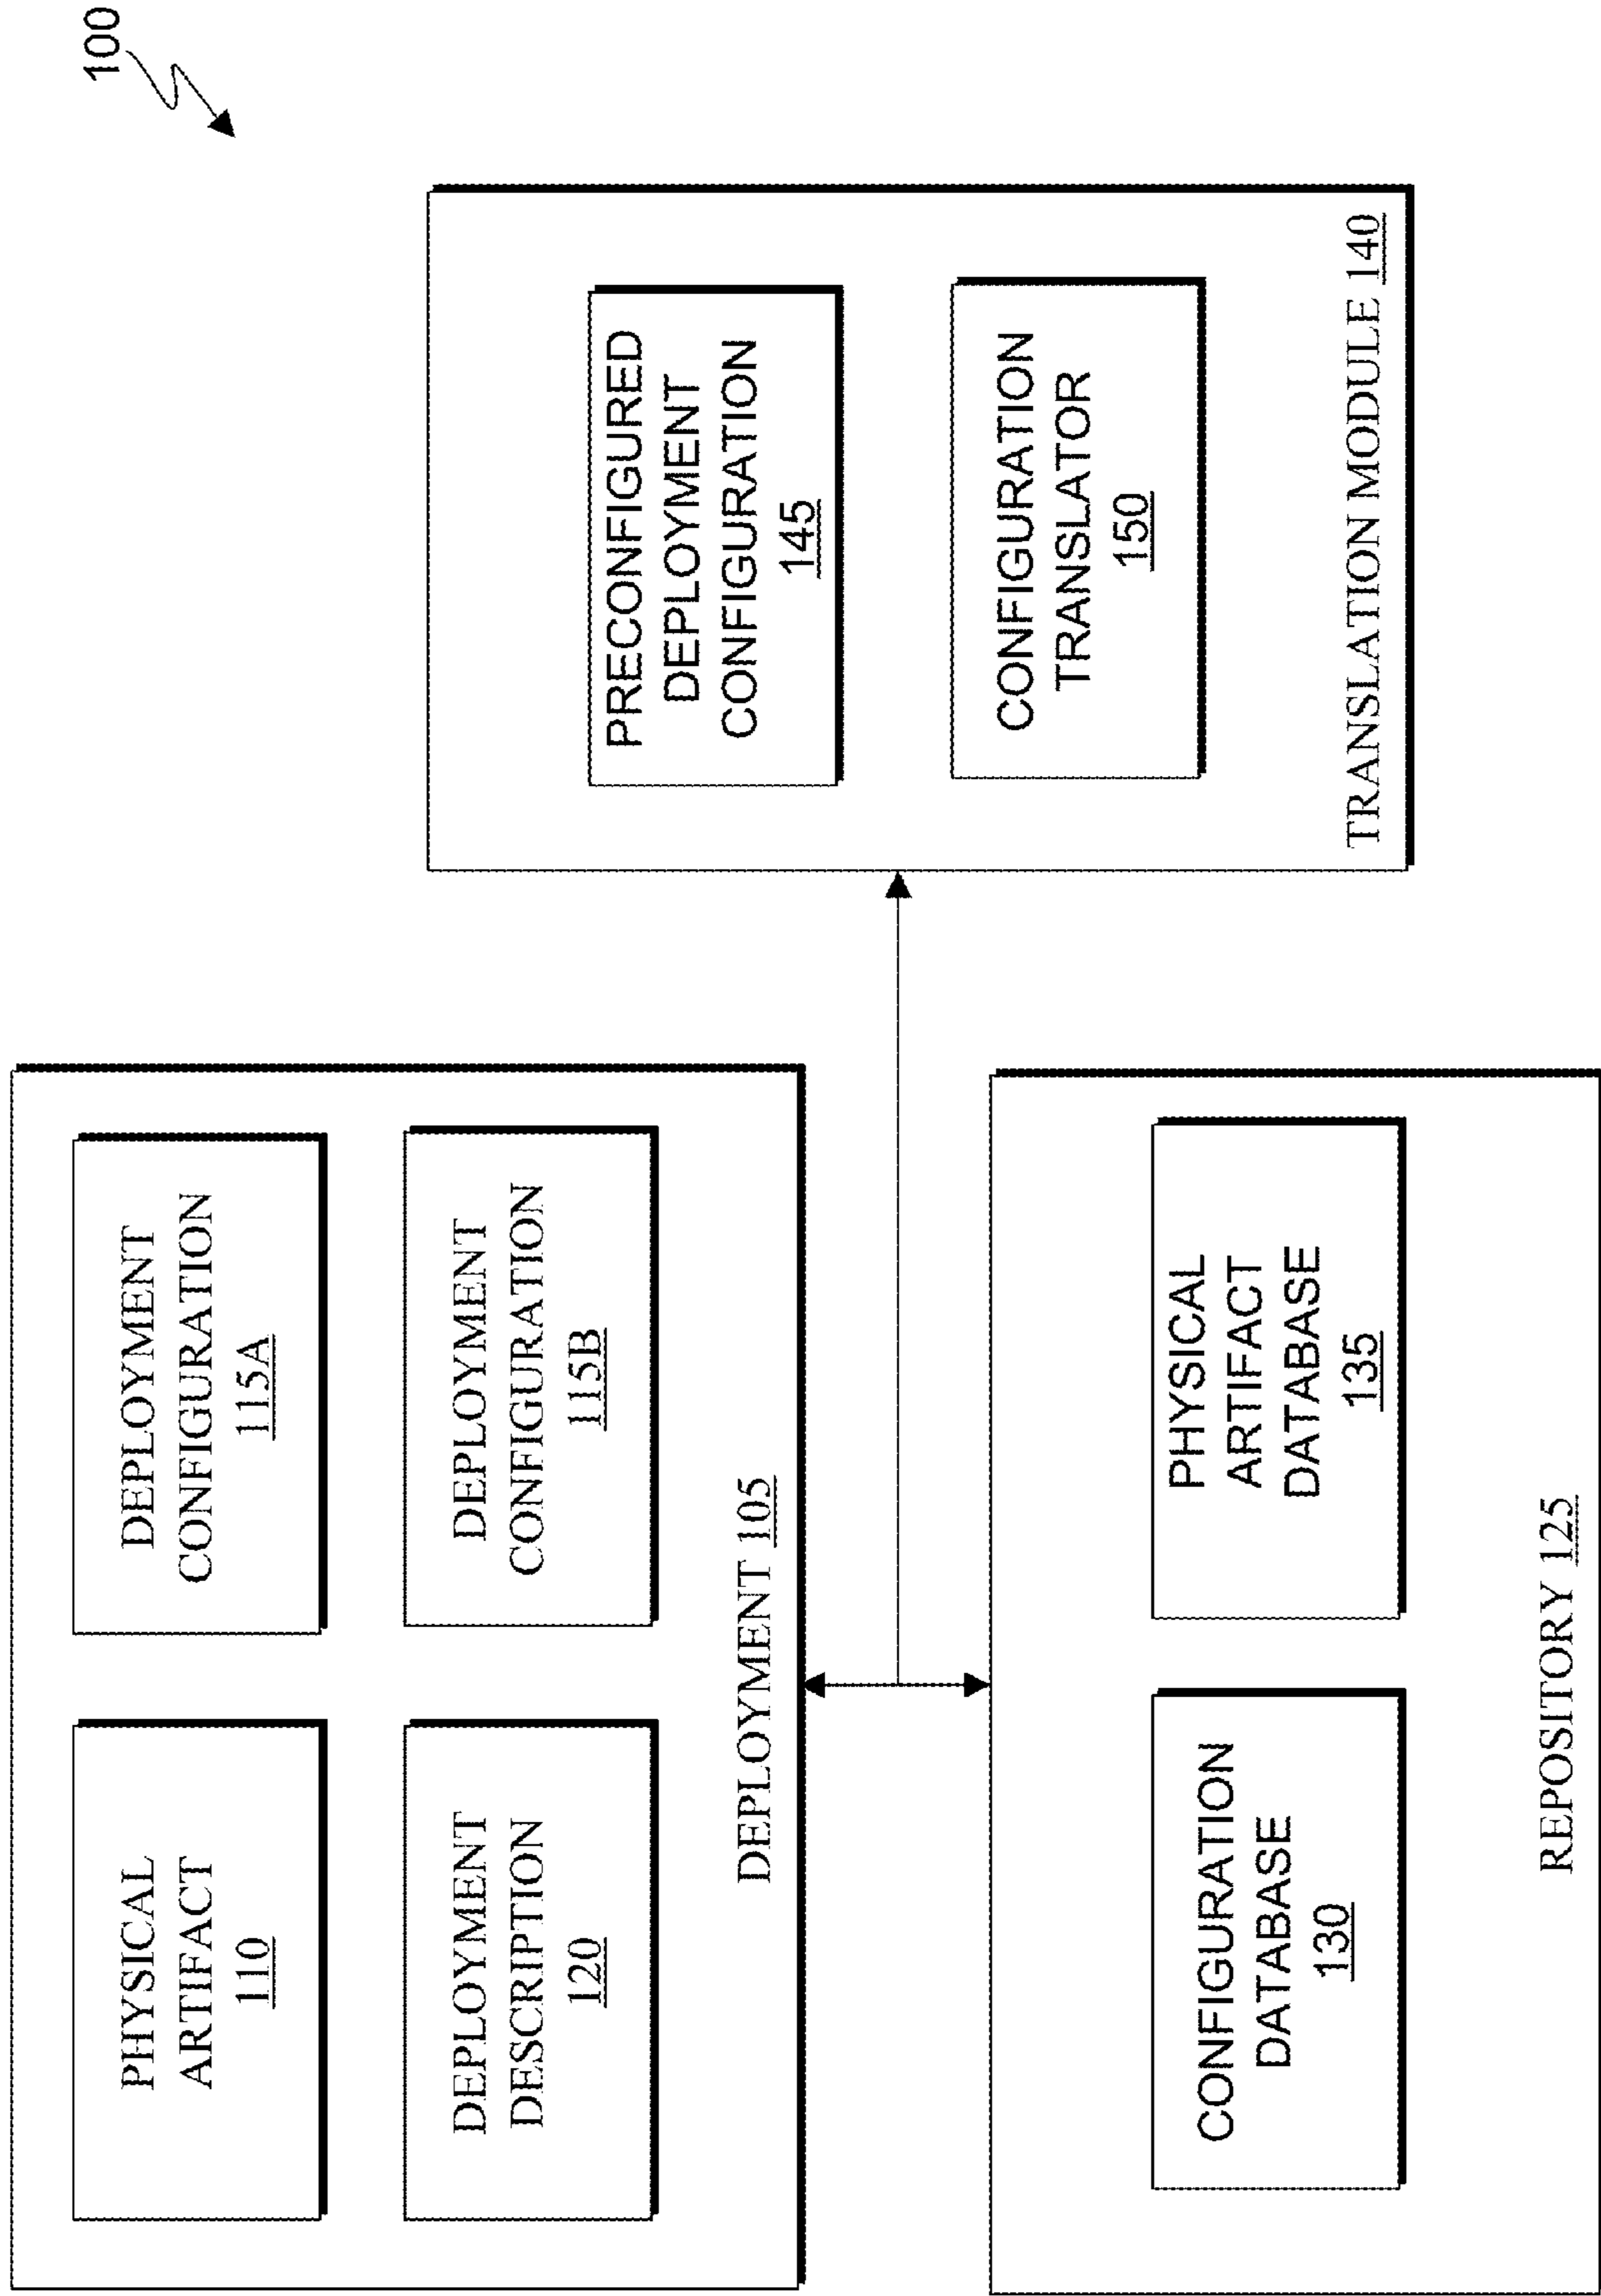 100
PHYSICAL
ARTIFACT
110
DEPLOYMENT
CONFIGURATION
115A
DEPLOYMENT
DESCRIPTION
120
DEPLOYMENT
CONFIGURATION
115B
DEPLOYMENT 105
CONFIGURATION
DATABASE
130
PHYSICAL
ARTIFACT
DATABASE
135
REPOSITORY 125
PRECONFIGURED
DEPLOYMENT
CONFIGURATION
145
CONFIGURATION
TRANSLATOR
150
TRANSLATION MODULE 140